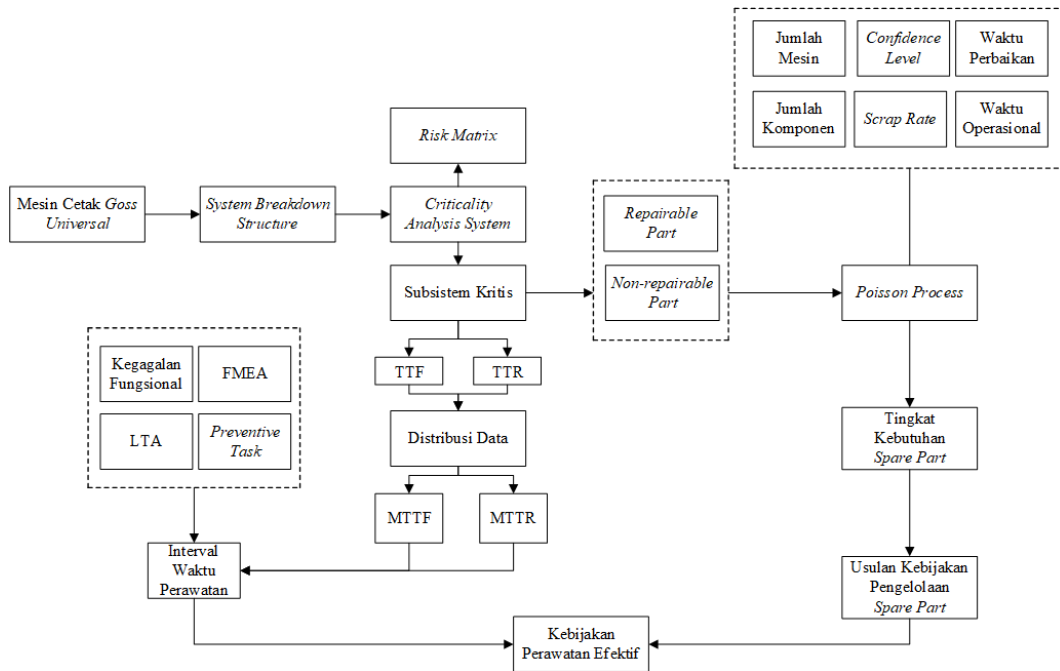 Jumlah
Mesin
Confidence
Level
Waktu
Perbaikan
Jumlah
Komponen
Scrap Rate
Waktu
Operasional
Risk Matrix
Mesin Cetak Goss
Universal
System Breakdown
Structure
Criticality
Analysis System
Repairable
Part
Non-repairable
Part
Subsistem Kritis
Poisson Process
Kegagalan
Fungsional
FMEA
LTA
Preventive
Task
TTF
TTR
Distribusi Data
MTTF
MTTR
Tingkat
Kebutuhan
Spare Part
Interval
Waktu
Perawatan
Usulan Kebijakan
Pengelolaan
Spare Part
Kebijakan
Perawatan Efektif